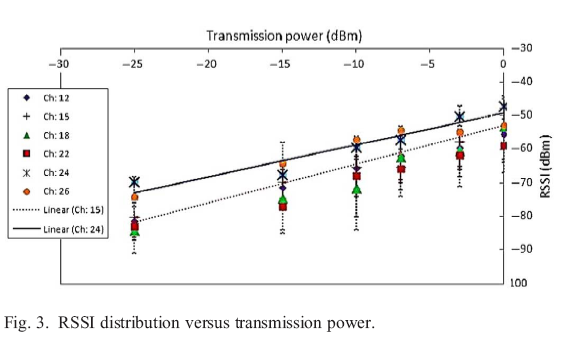 Transmission power (dBm)
−30 −25 −20 −15 −10 −5 0
−30
−40
−50
−60
−70
−80
−90
100
RSSI (dBm)
Ch: 12
Ch: 15
Ch: 18
Ch: 22
Ch: 24
Ch: 26
Linear (Ch: 15)
Linear (Ch: 24)
Fig. 3. RSSI distribution versus transmission power.